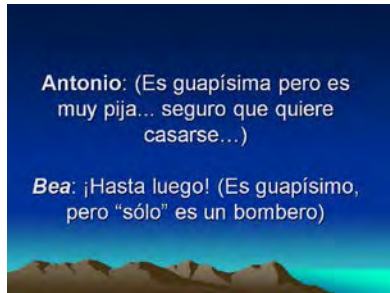 Antonio: (Es guapísima pero es
muy pija... seguro que quiere
casarse…)
Bea: ¡Hasta luego! (Es guapísimo,
pero “sólo” es un bombero)